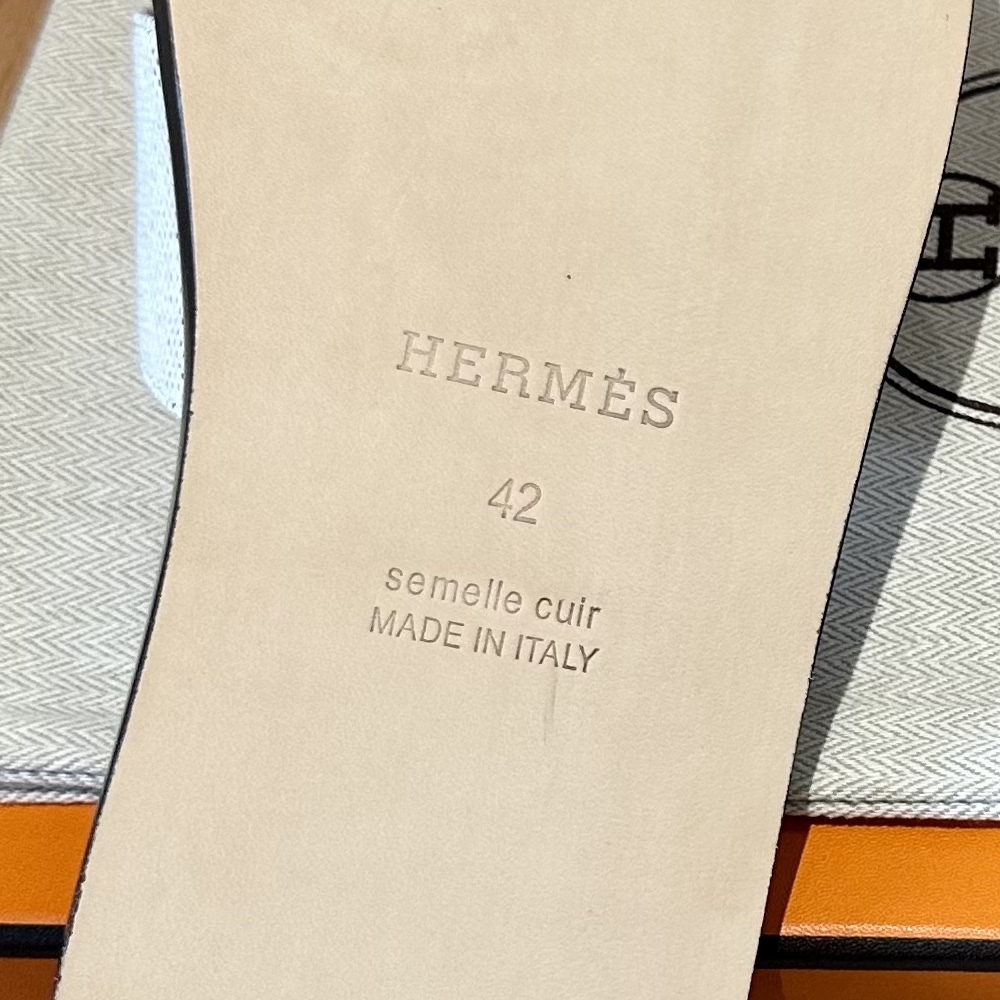 HERMÈS
42
semelle cuir
MADE IN ITALY
H